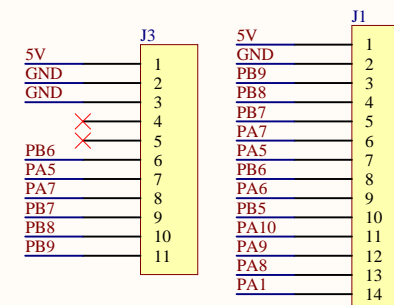 J3
5V 1
GND 2
GND 3
4
5
PB6 6
PA5 7
PA7 8
PB7 9
PB8 10
PB9 11
J1
5V 1
GND 2
PB9 3
PB8 4
PB7 5
PA7 6
PA5 7
PB6 8
PA6 9
PB5 10
PA10 11
PA9 12
PA8 13
PA1 14